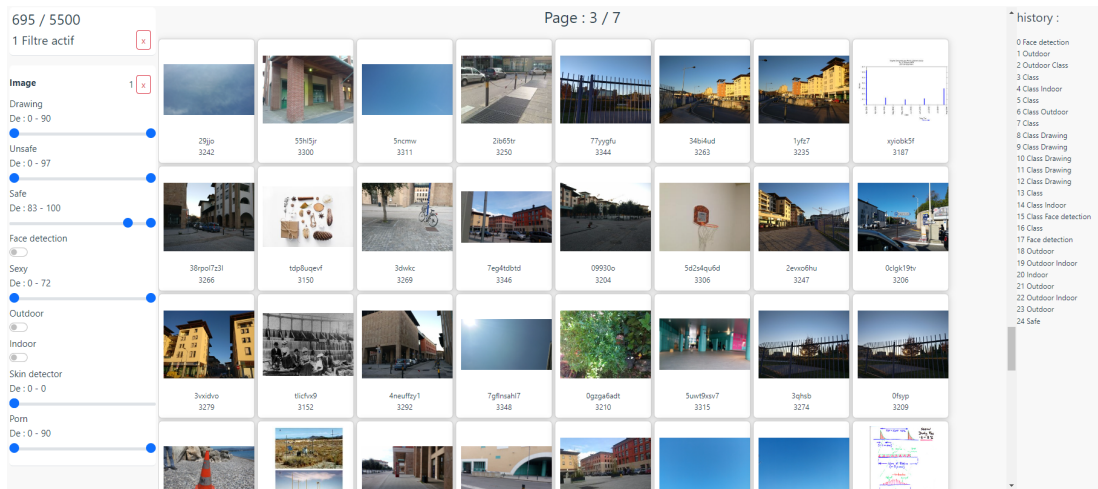 695 / 5500
1 Filtre actif
x
Image
1
x
Drawing
De : 0 - 90
Unsafe
De : 0 - 97
Safe
De : 83 - 100
Face detection
Sexy
De : 0 - 72
Outdoor
Indoor
Skin detector
De : 0 - 0
Porn
De : 0 - 90
Page : 3 / 7
29jjo
3242
55hl5jr
3300
5ncmw
3311
2ib65tr
3250
77yygfu
3344
34bi4ud
3263
1yfz7
3235
xyiobk5f
3187
38rpol7z3l
3266
tdp8uqevf
3150
3dwkc
3269
7eg4tdbtd
3346
09930o
3204
5d2s4qu6d
3306
2evxo6hu
3247
0clgk19tv
3206
3vxidvo
3279
tlicfvx9
3152
4neuffzy1
3292
7gflnsahl7
3348
0gzga6adt
3210
5uwt9xsv7
3315
3qhsb
3274
0fsyp
3209
history :
0 Face detection
1 Outdoor
2 Outdoor Class
3 Class
4 Class Indoor
5 Class
6 Class Outdoor
7 Class
8 Class Drawing
9 Class Drawing
10 Class Drawing
11 Class Drawing
12 Class Drawing
13 Class
14 Class Indoor
15 Class Face detection
16 Class
17 Face detection
18 Outdoor
19 Outdoor Indoor
20 Indoor
21 Outdoor
22 Outdoor Indoor
23 Outdoor
24 Safe